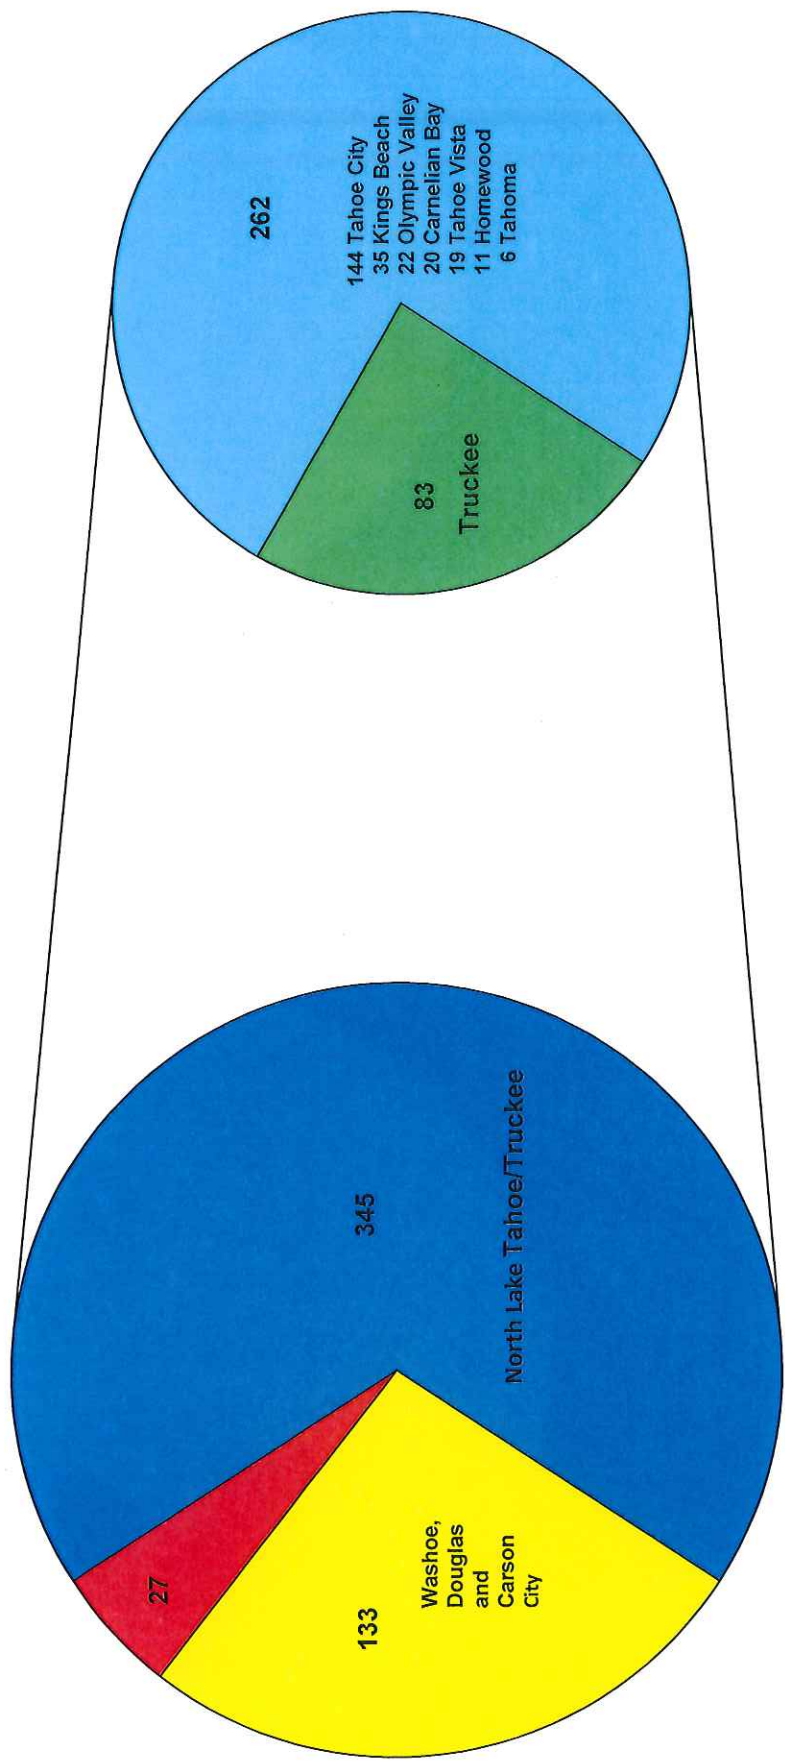 27
133
Washoe,
Douglas
and
Carson
City
345
North Lake Tahoe/Truckee
83
Truckee
262
144 Tahoe City
35 Kings Beach
22 Olympic Valley
20 Carnelian Bay
19 Tahoe Vista
11 Homewood
6 Tahoma